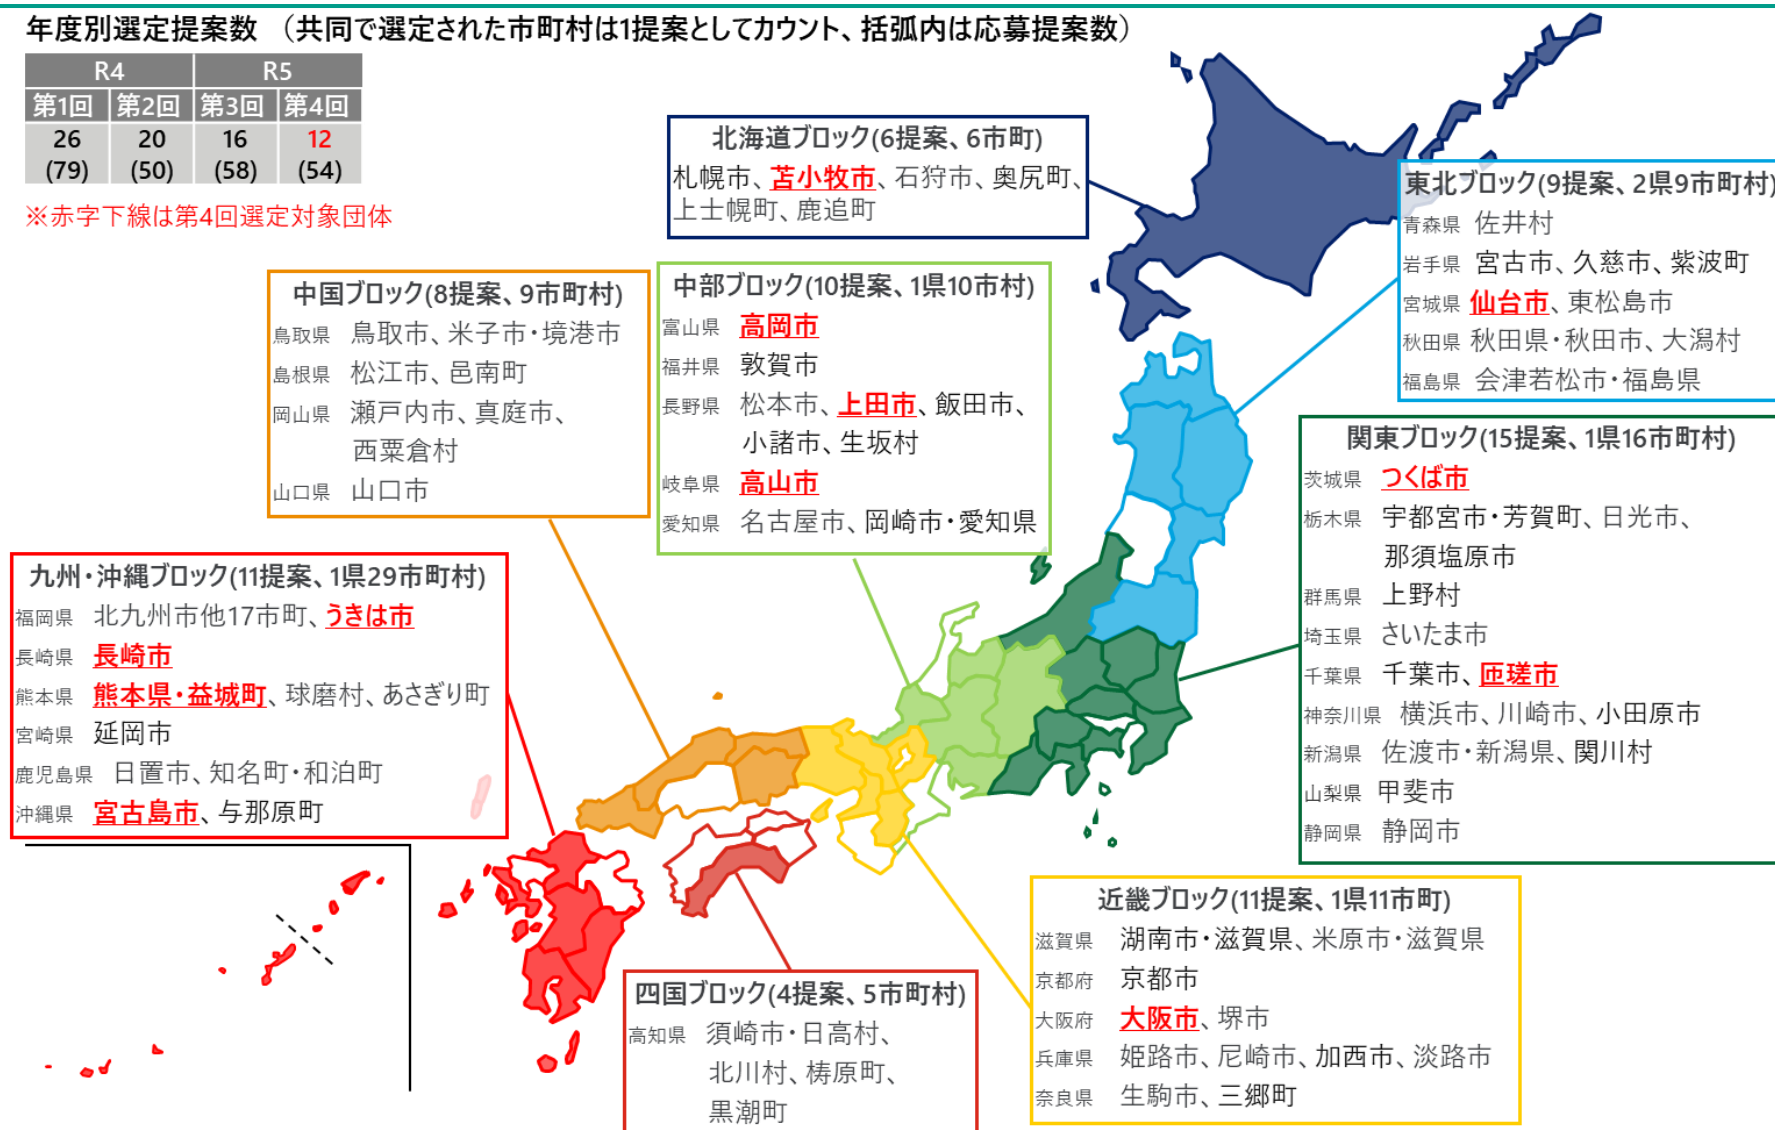 年度別選定提案数 （共同で選定された市町村は1提案としてカウント、括弧内は応募提案数）
R4 R5
第1回 第2回 第3回 第4回
26 20 16 12
(79) (50) (58) (54)
※赤字下線は第4回選定対象団体
北海道ブロック(6提案、6市町)
札幌市、苫小牧市、石狩市、奥尻町、
上士幌町、鹿追町
東北ブロック(9提案、2県9市町村)
青森県 佐井村
岩手県 宮古市、久慈市、紫波町
宮城県 仙台市、東松島市
秋田県 秋田県・秋田市、大潟村
福島県 会津若松市・福島県
中国ブロック(8提案、9市町村)
鳥取県 鳥取市、米子市・境港市
島根県 松江市、邑南町
岡山県 瀬戸内市、真庭市、
西粟倉村
山口県 山口市
中部ブロック(10提案、1県10市村)
富山県 高岡市
福井県 敦賀市
長野県 松本市、上田市、飯田市、
小諸市、生坂村
岐阜県 高山市
愛知県 名古屋市、岡崎市・愛知県
関東ブロック(15提案、1県16市町村)
茨城県 つくば市
栃木県 宇都宮市・芳賀町、日光市、
那須塩原市
群馬県 上野村
埼玉県 さいたま市
千葉県 千葉市、匝瑳市
神奈川県 横浜市、川崎市、小田原市
新潟県 佐渡市・新潟県、関川村
山梨県 甲斐市
静岡県 静岡市
九州・沖縄ブロック(11提案、1県29市町村)
福岡県 北九州市他17市町、うきは市
長崎県 長崎市
熊本県 熊本県・益城町、球磨村、あさぎり町
宮崎県 延岡市
鹿児島県 日置市、知名町・和泊町
沖縄県 宮古島市、与那原町
近畿ブロック(11提案、1県11市町)
滋賀県 湖南市・滋賀県、米原市・滋賀県
京都府 京都市
大阪府 大阪市、堺市
兵庫県 姫路市、尼崎市、加西市、淡路市
奈良県 生駒市、三郷町
四国ブロック(4提案、5市町村)
高知県 須崎市・日高村、
北川村、梼原町、
黒潮町